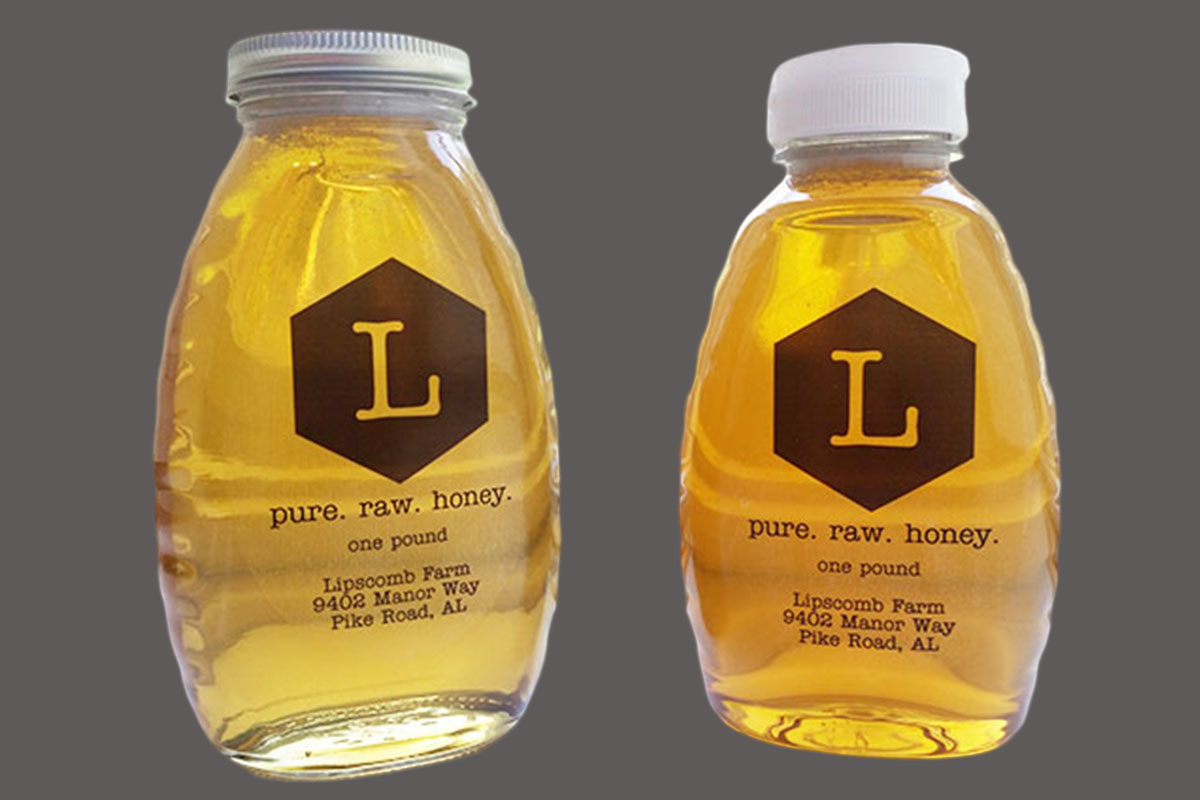 L
pure. raw. honey.
one pound
Lipscomb Farm
9402 Manor Way
Pike Road, AL
L
pure. raw. honey.
one pound
Lipscomb Farm
9402 Manor Way
Pike Road, AL